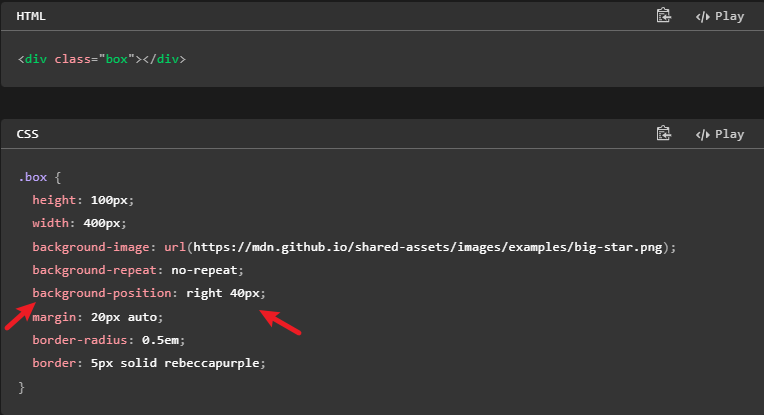 HTML
</> Play
<div class="box"></div>
CSS
</> Play
.box {
height: 100px;
width: 400px;
background-image: url(https://mdn.github.io/shared-assets/images/examples/big-star.png);
background-repeat: no-repeat;
background-position: right 40px;
margin: 20px auto;
border-radius: 0.5em;
border: 5px solid rebeccapurple;
}